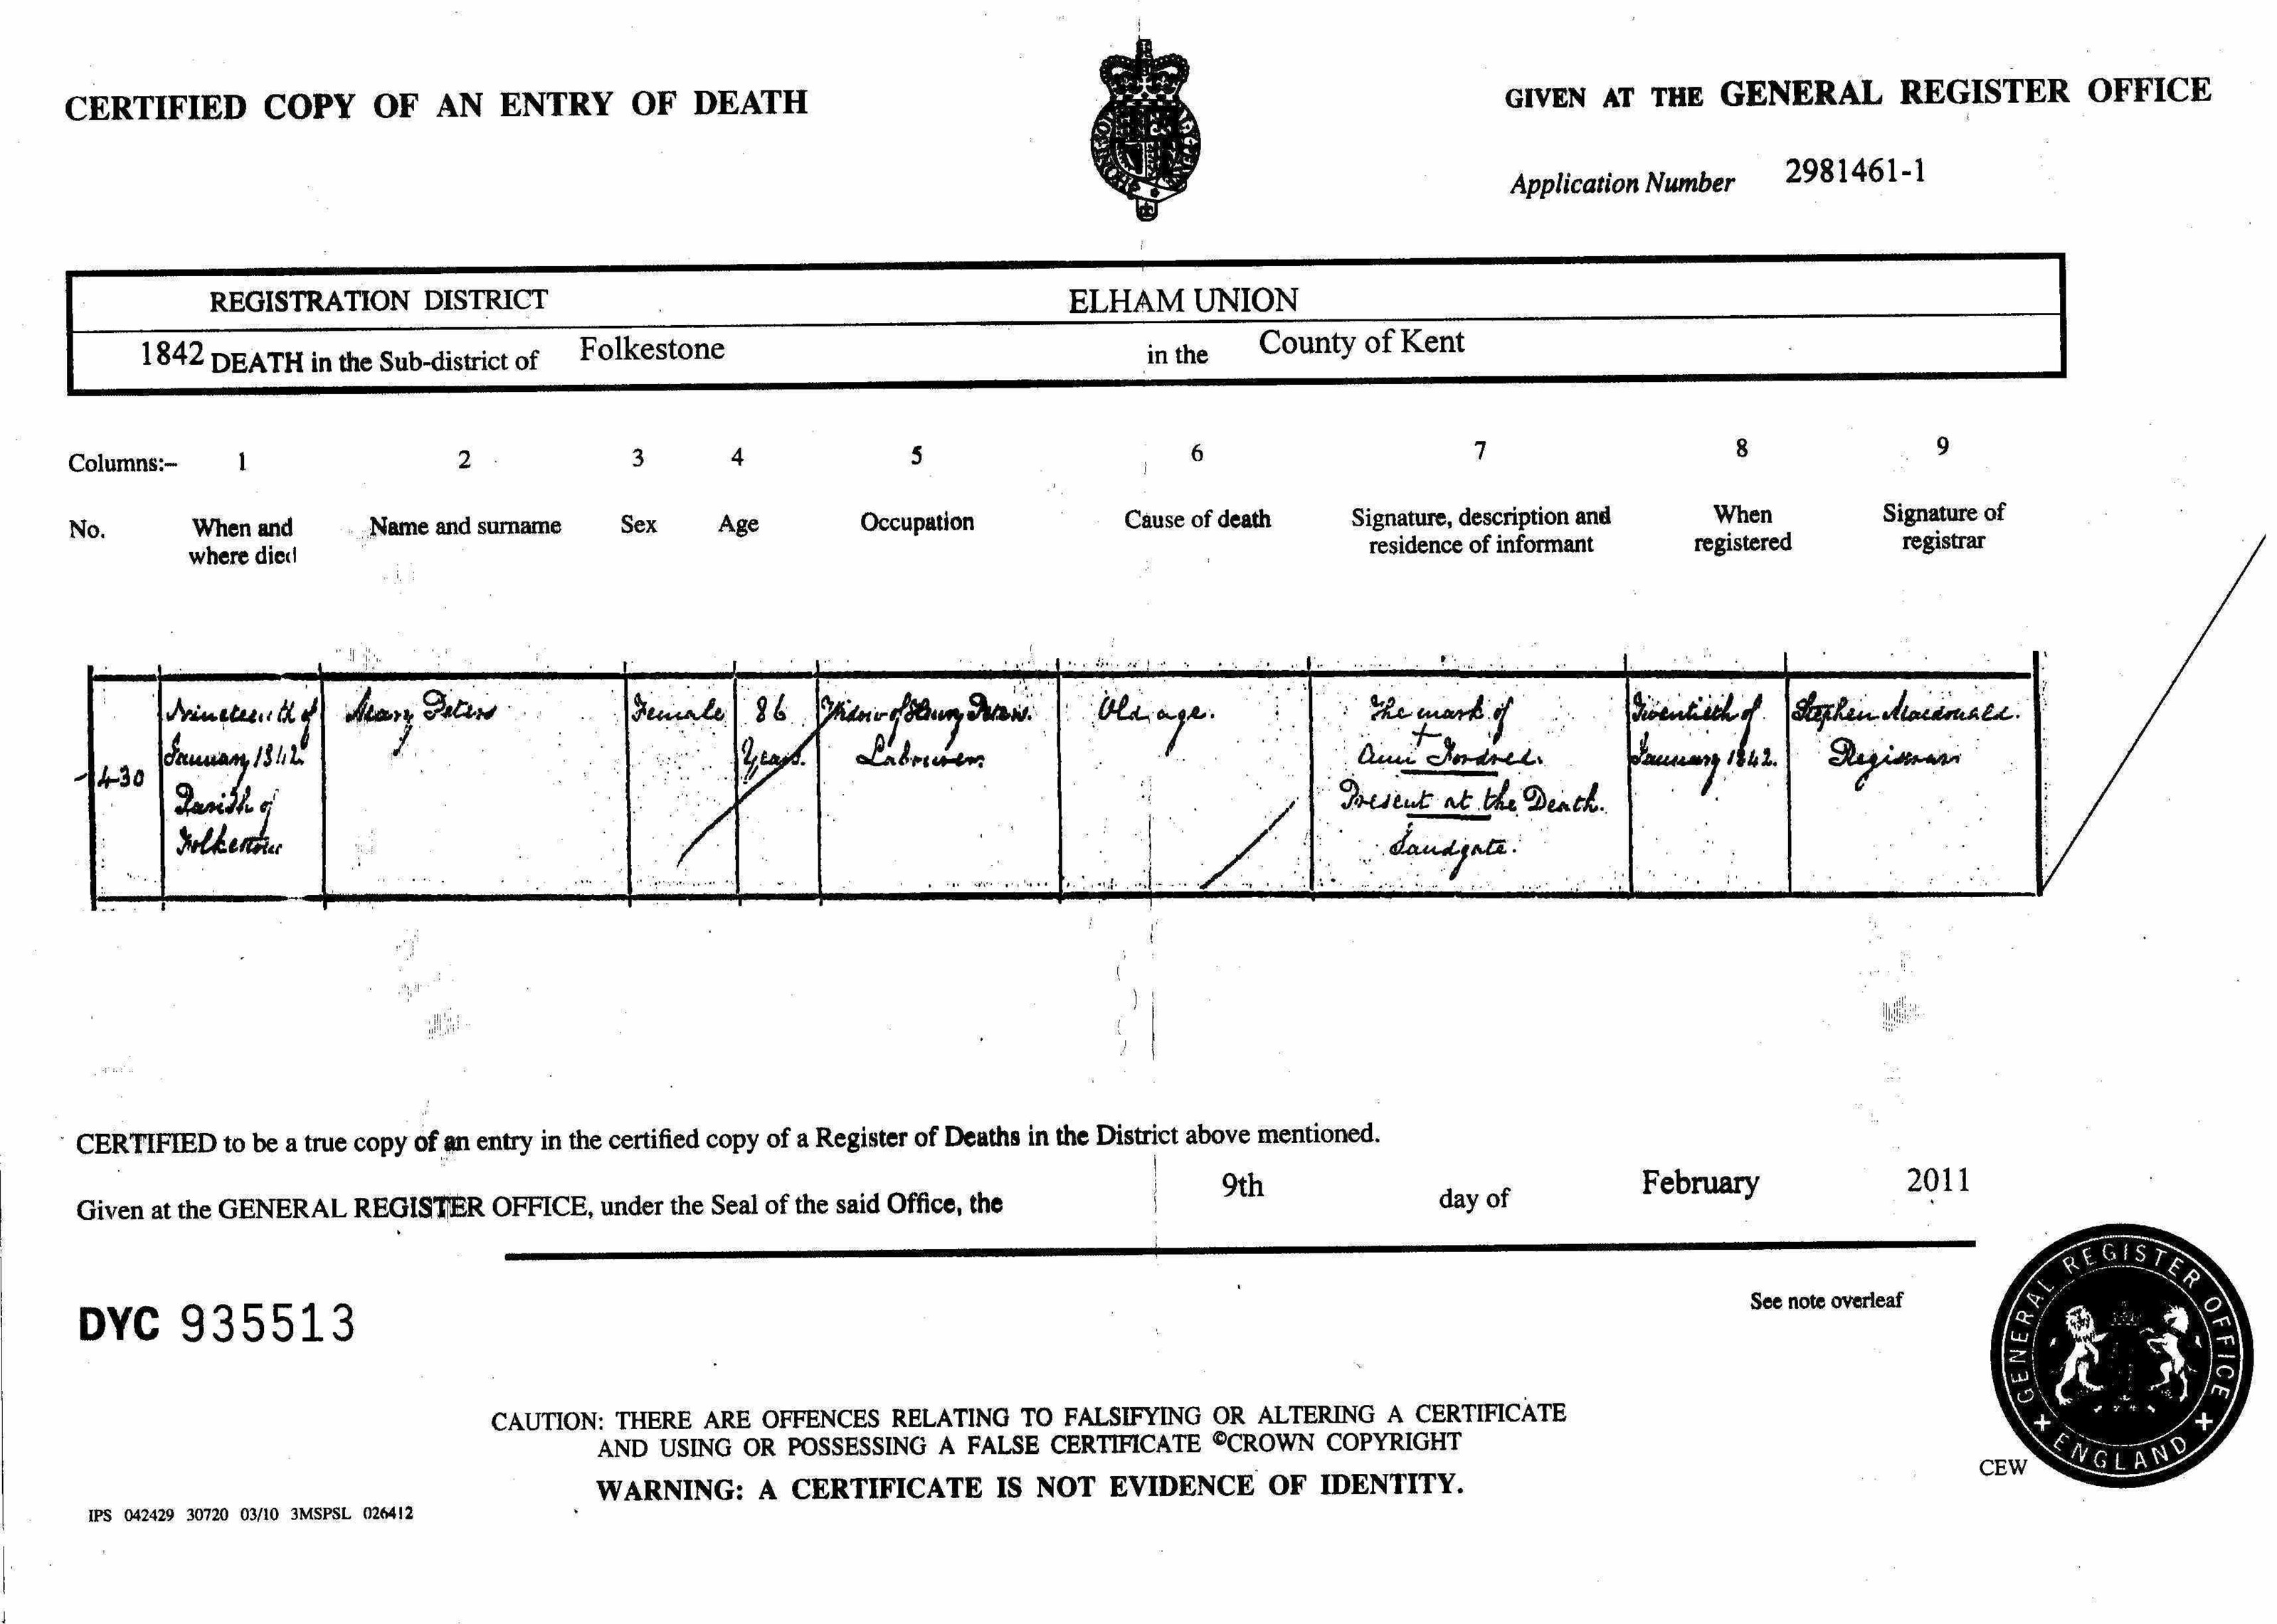 CERTIFIED COPY OF AN ENTRY OF DEATH
GIVEN AT THE GENERAL REGISTER OFFICE
Application Number 2981461-1
REGISTRATION DISTRICT ELHAM UNION
1842 DEATH in the Sub-district of Folkestone in the County of Kent
Columns:- 1 2 3 4 5 6 7 8 9
No. When and where died Name and surname Sex Age Occupation Cause of death Signature, description and residence of informant When registered Signature of registrar
430
Nineteenth of
January 1842
Parish of
Folkestone
Mary Peters
Female
86
Years.
Widow of Henry Peters.
Labourer
Old age.
The mark of
+
Ann Fordred.
Present at the Death.
Sandgate.
Twentieth of
January 1842.
Stephen Macdonald.
Registrar
CERTIFIED to be a true copy of an entry in the certified copy of a Register of Deaths in the District above mentioned.
Given at the GENERAL REGISTER OFFICE, under the Seal of the said Office, the 9th day of February 2011
DYC 935513
See note overleaf
GENERAL REGISTER OFFICE
ENGLAND
CAUTION: THERE ARE OFFENCES RELATING TO FALSIFYING OR ALTERING A CERTIFICATE
AND USING OR POSSESSING A FALSE CERTIFICATE ©CROWN COPYRIGHT
CEW
WARNING: A CERTIFICATE IS NOT EVIDENCE OF IDENTITY.
IPS 042429 30720 03/10 3MSPSL 026412